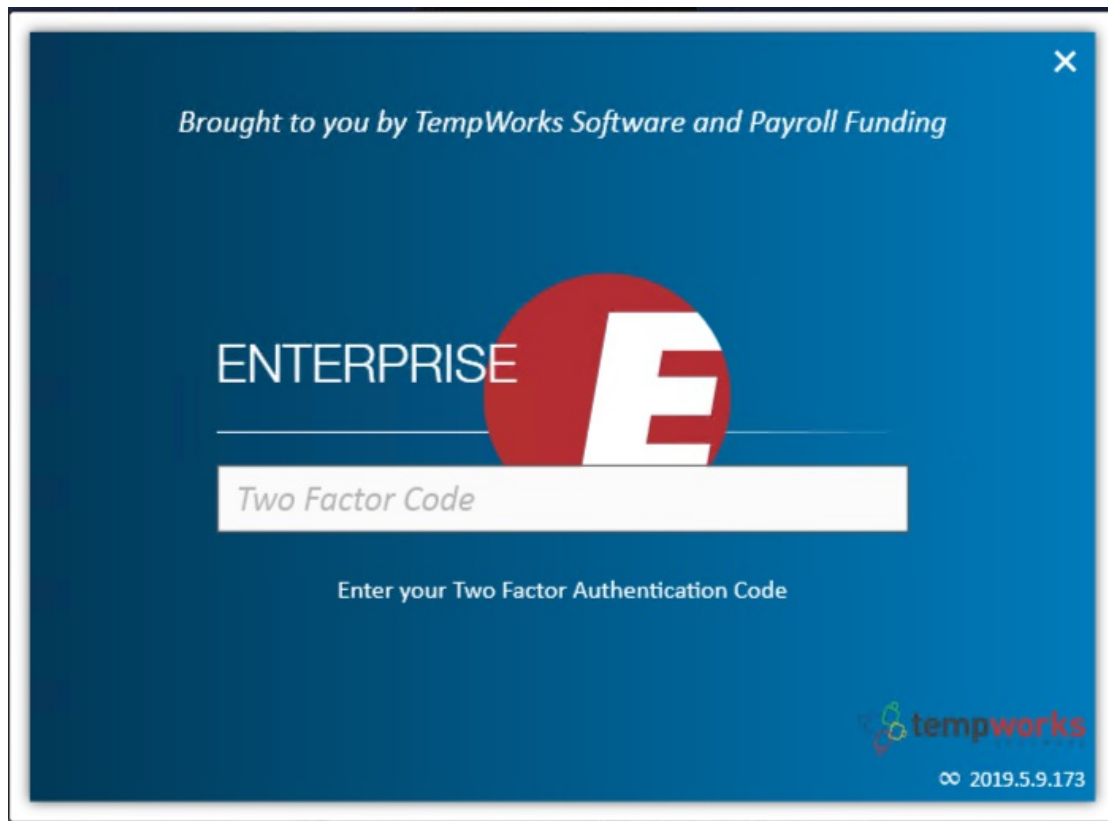 Brought to you by TempWorks Software and Payroll Funding
ENTERPRISE
E
Two Factor Code
Enter your Two Factor Authentication Code
tempworks
SOFTWARE
∞ 2019.5.9.173